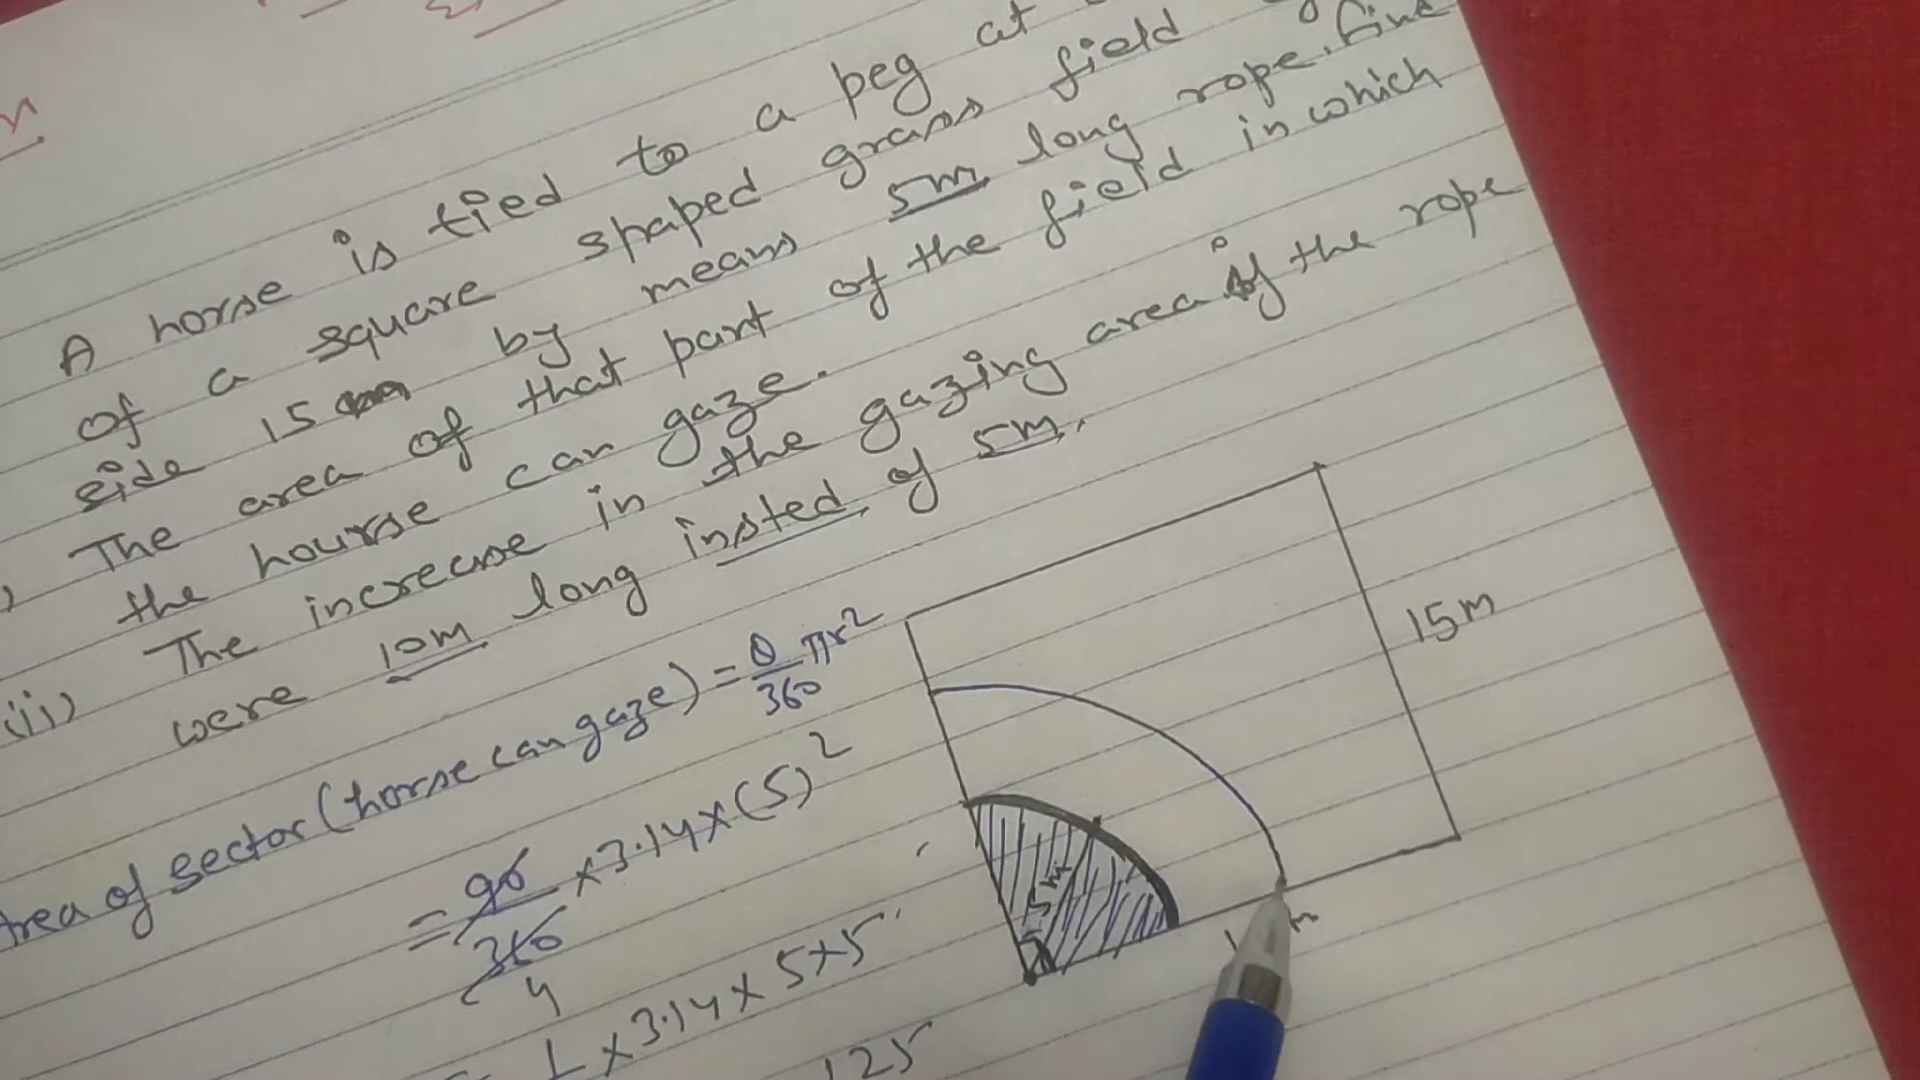 A horse is tied to a peg at
of a square shaped grass field
side 15 m by means 5m long rope. find
The area of that part of the field in which
the hourse can gaze.
(ii) The increase in the gazing area if the rope
were 10m long insted of 5m.
Area of sector (horse can gaze) = θ/360 πr²
= 90/360 × 3.14 × (5)²
4
1 × 3.14 × 5 × 5
125
15m
5m
m